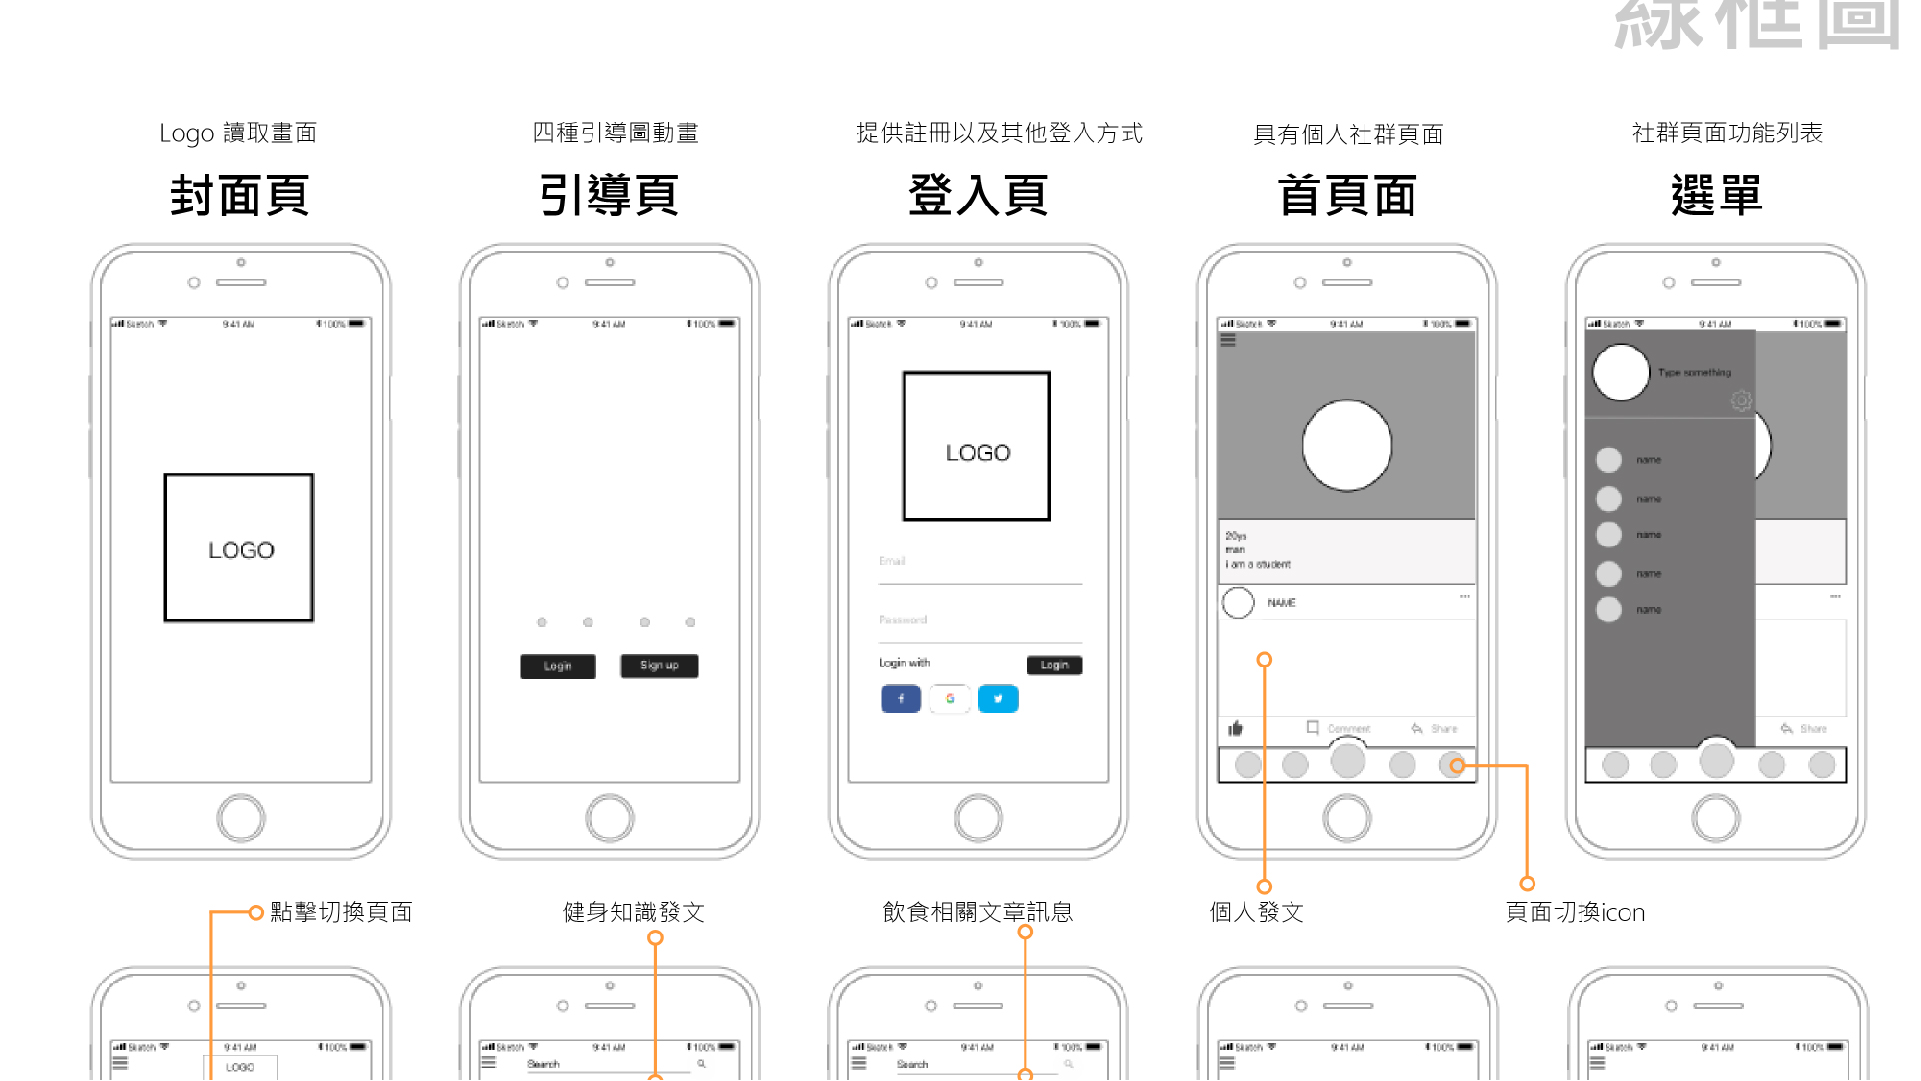 線框圖
Logo 讀取畫面
封面頁
四種引導圖動畫
引導頁
提供註冊以及其他登入方式
登入頁
具有個人社群頁面
首頁面
社群頁面功能列表
選單
Sketch 9:41 AM 100%
LOGO
Sketch 9:41 AM 100%
Login Sign up
Sketch 9:41 AM 100%
LOGO
Email
Password
Login with Login
Sketch 9:41 AM 100%
20ys
man
i am a student
NAME
Comment Share
Sketch 9:41 AM 100%
Type something
name
name
name
name
name
Share
點擊切換頁面
健身知識發文
飲食相關文章訊息
個人發文
頁面切換icon
Sketch 9:41 AM 100%
LOGO
Sketch 9:41 AM 100%
Search
Sketch 9:41 AM 100%
Search
Sketch 9:41 AM 100%
Sketch 9:41 AM 100%